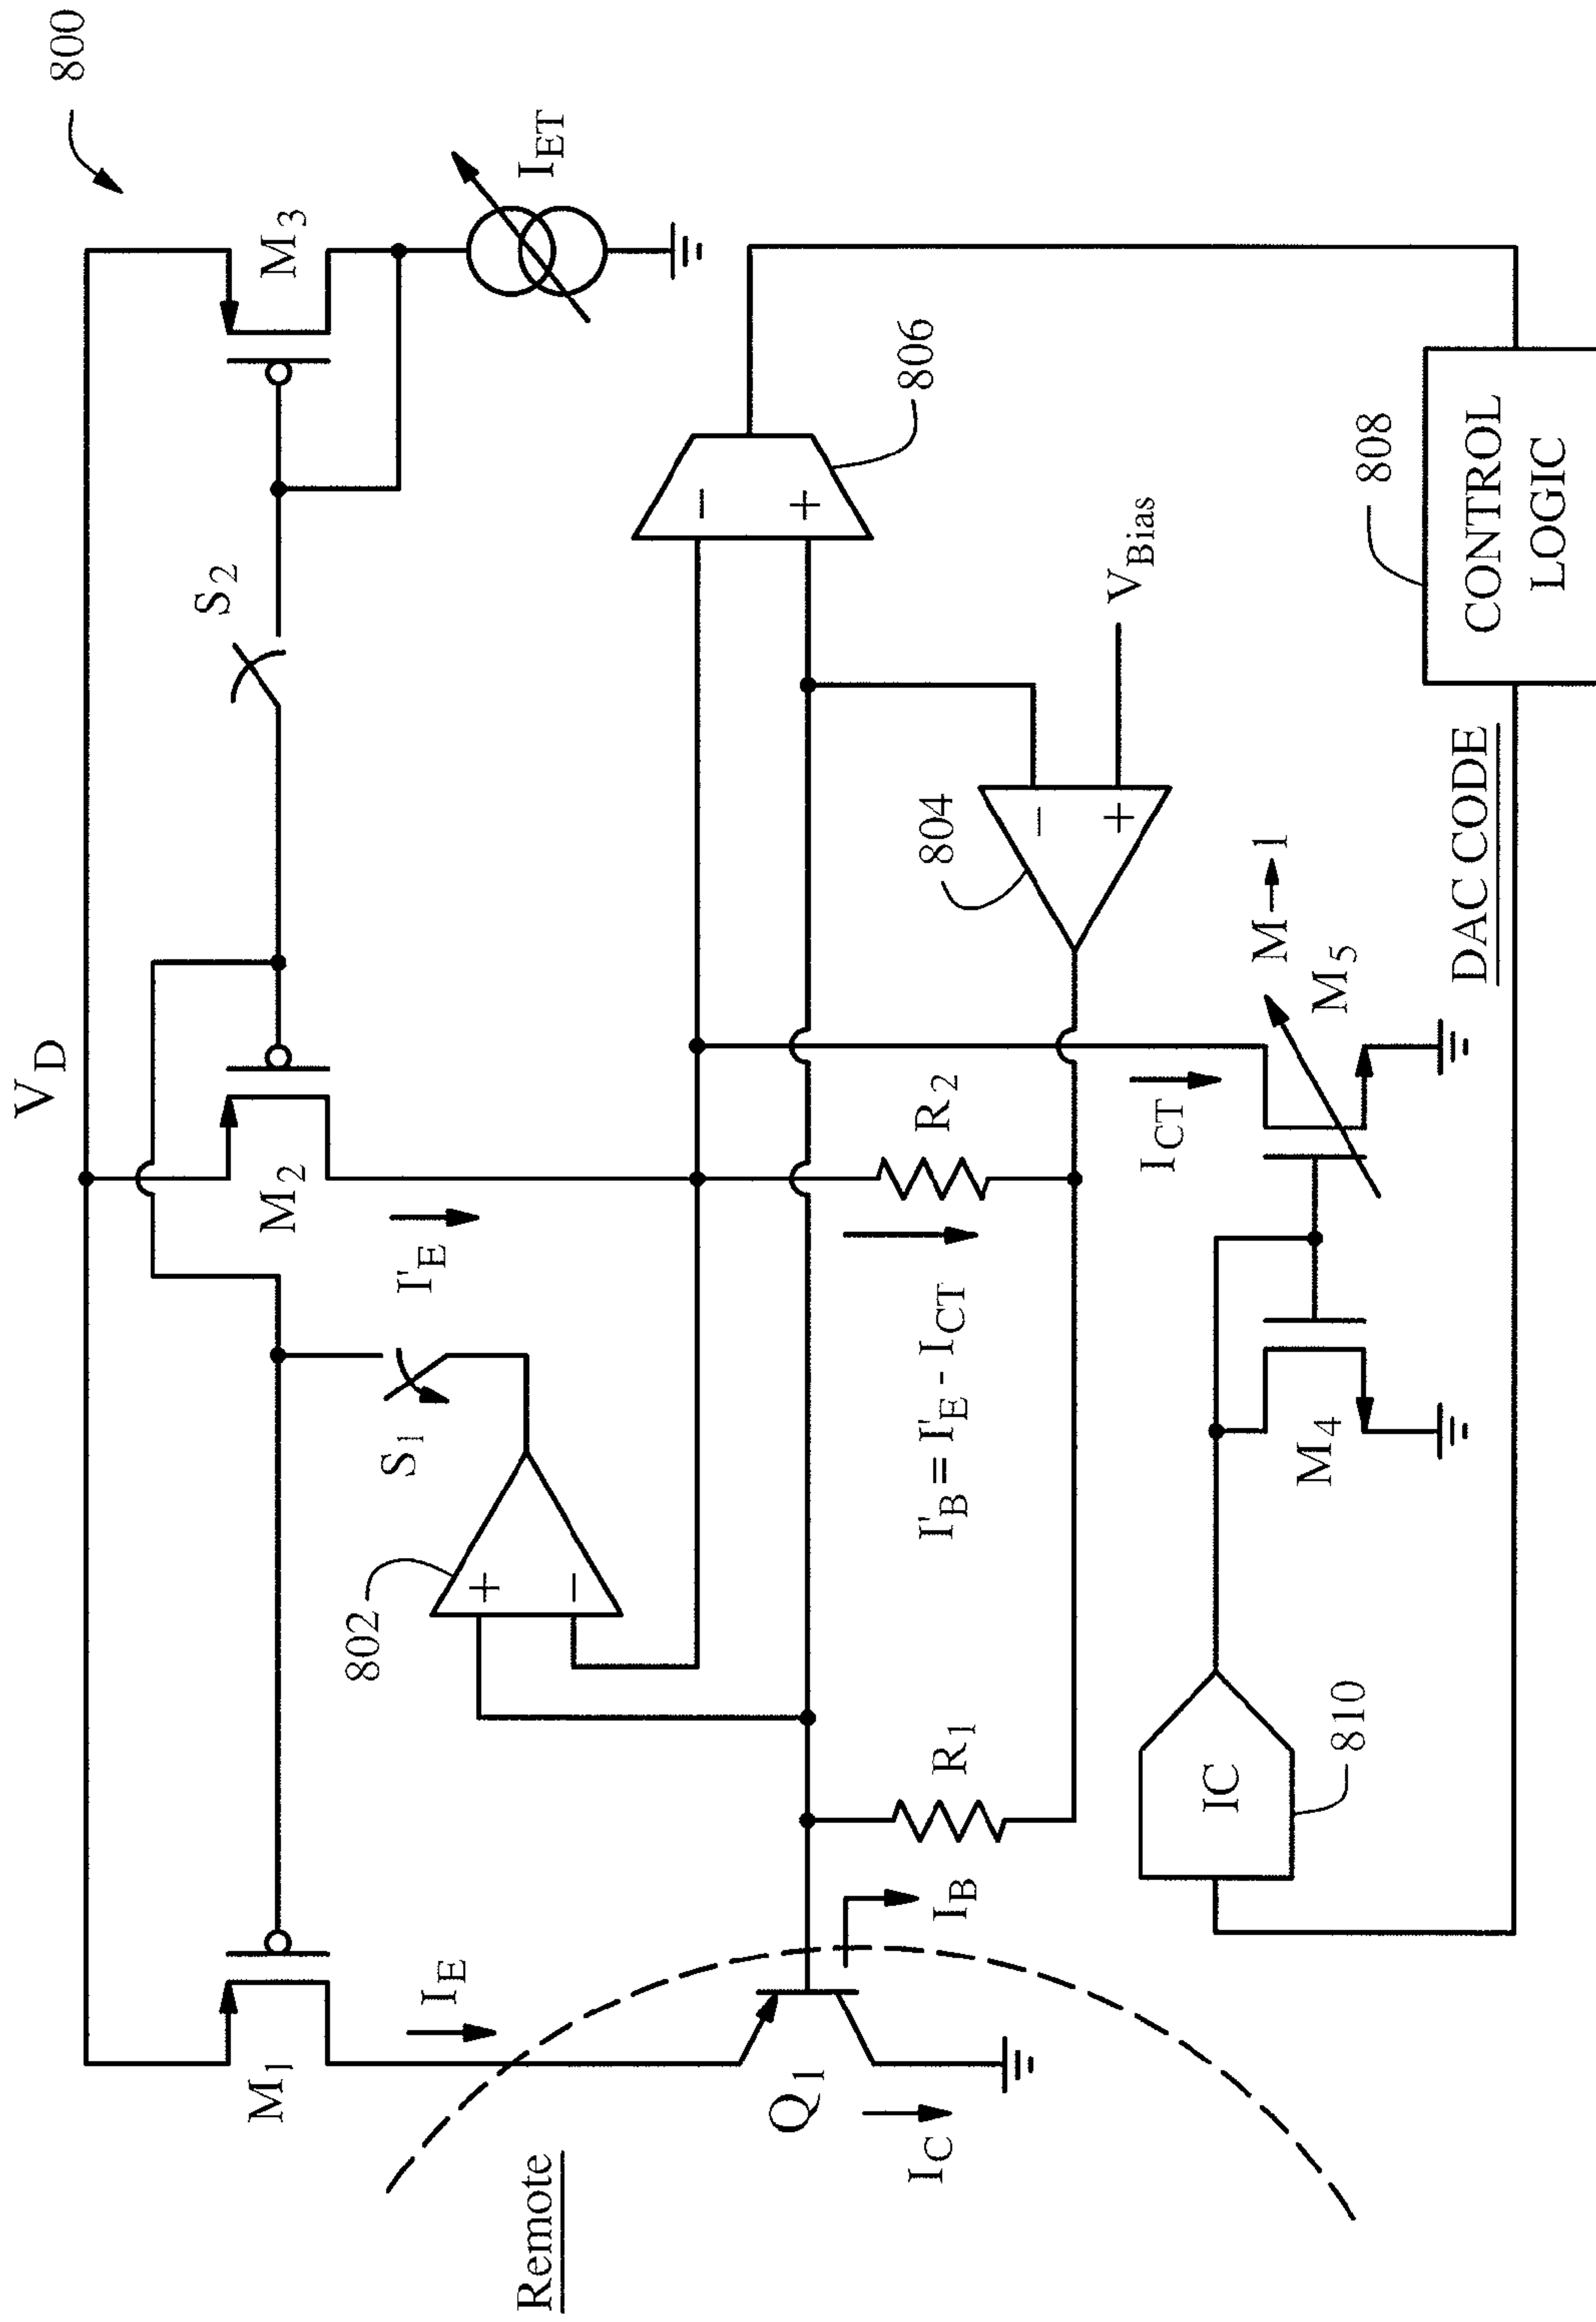 800
V_D
M_1
M_2
M_3
S_1
S_2
I_E
I'_E
I_ET
802
+
−
−
+
806
Remote
Q_1
I_C
I_B
R_1
R_2
I'_B = I'_E - I_CT
804
−
+
V_Bias
I_CT
M→1
M_5
M_4
IC
810
DAC CODE
808
CONTROL
LOGIC